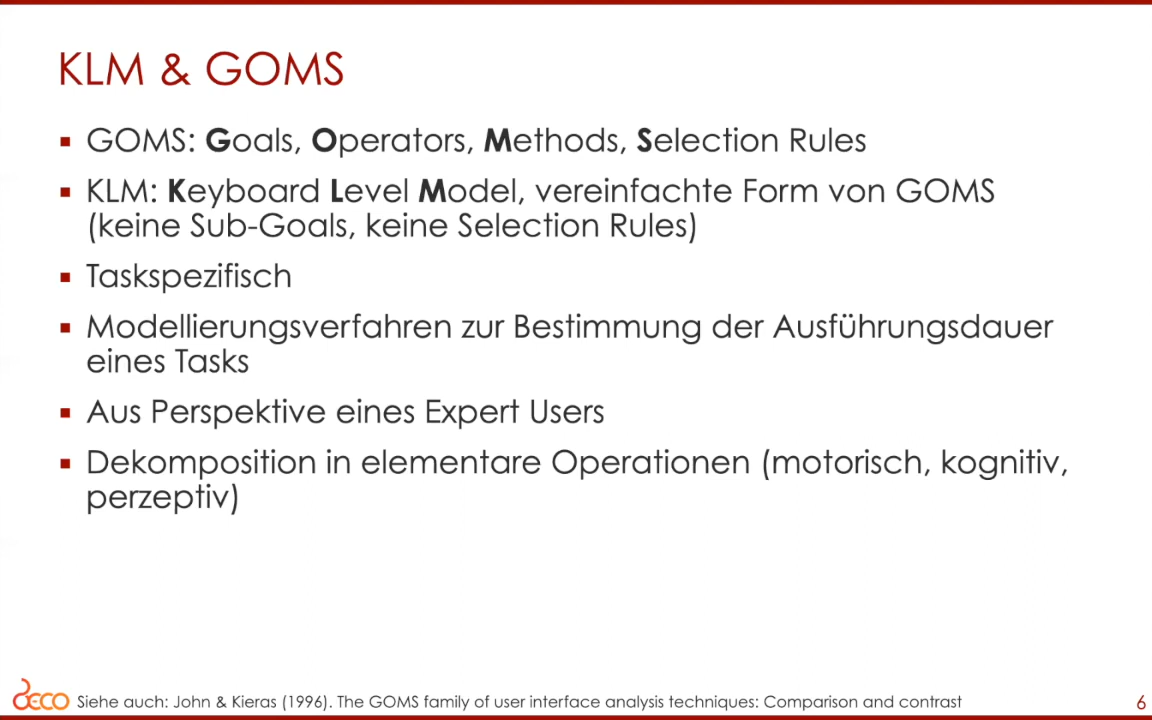 KLM & GOMS
GOMS: Goals, Operators, Methods, Selection Rules
KLM: Keyboard Level Model, vereinfachte Form von GOMS
(keine Sub-Goals, keine Selection Rules)
Taskspezifisch
Modellierungsverfahren zur Bestimmung der Ausführungsdauer
eines Tasks
Aus Perspektive eines Expert Users
Dekomposition in elementare Operationen (motorisch, kognitiv,
perzeptiv)
DECO Siehe auch: John & Kieras (1996). The GOMS family of user interface analysis techniques: Comparison and contrast
6